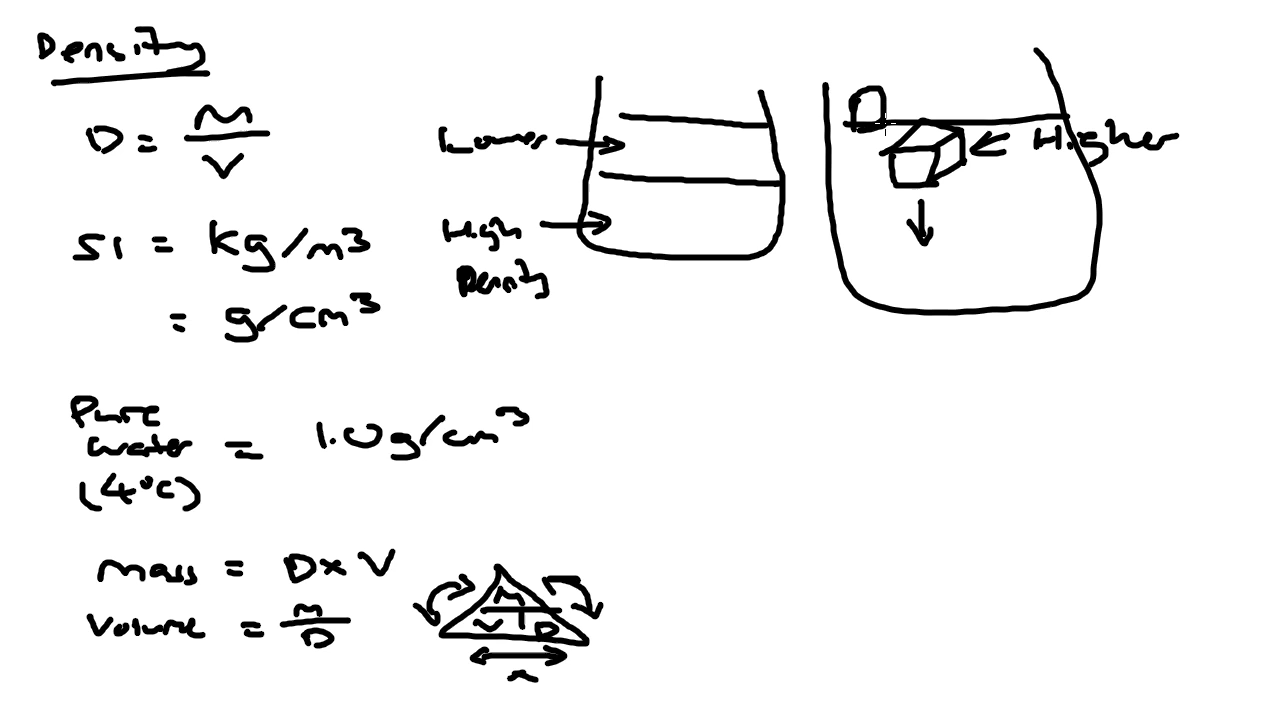 Density
D = M/V
SI = kg/m³
= g/cm³
Pure
water =
(4°C)
1.0g/cm³
mass = D x V
Volume = M/D
M
V D
x
Lower
High
Density
Higher